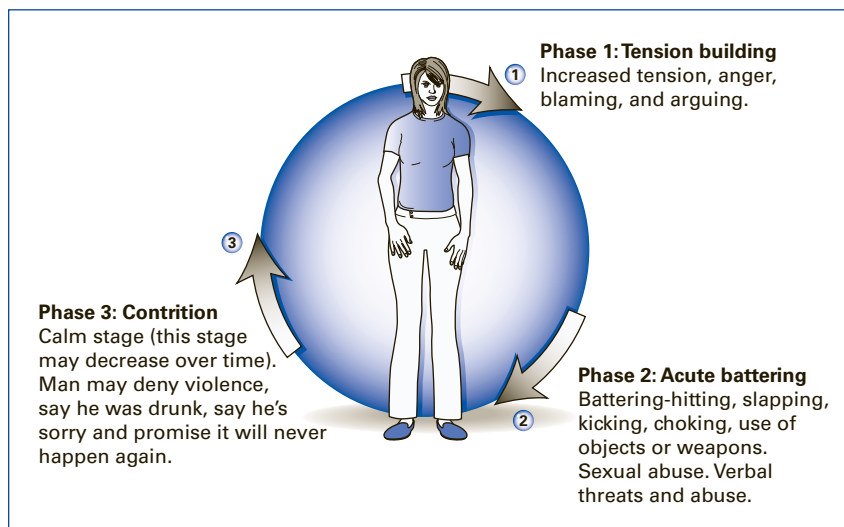 Phase 1: Tension building
Increased tension, anger,
blaming, and arguing.
1
3
Phase 3: Contrition
Calm stage (this stage
may decrease over time).
Man may deny violence,
say he was drunk, say he's
sorry and promise it will never
happen again.
Phase 2: Acute battering
Battering-hitting, slapping,
kicking, choking, use of
objects or weapons.
Sexual abuse. Verbal
threats and abuse.
2